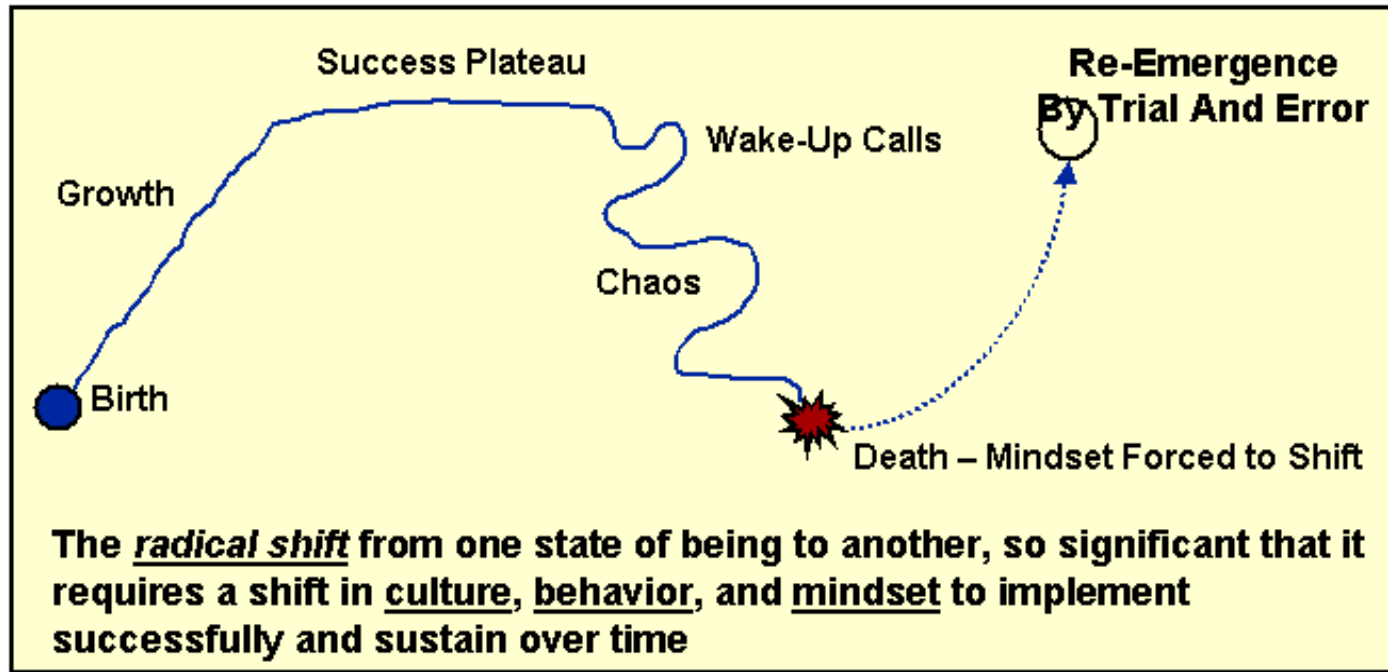 Success Plateau
Re-Emergence
By Trial And Error
Wake-Up Calls
Growth
Chaos
Birth
Death – Mindset Forced to Shift
The radical shift from one state of being to another, so significant that it
requires a shift in culture, behavior, and mindset to implement
successfully and sustain over time